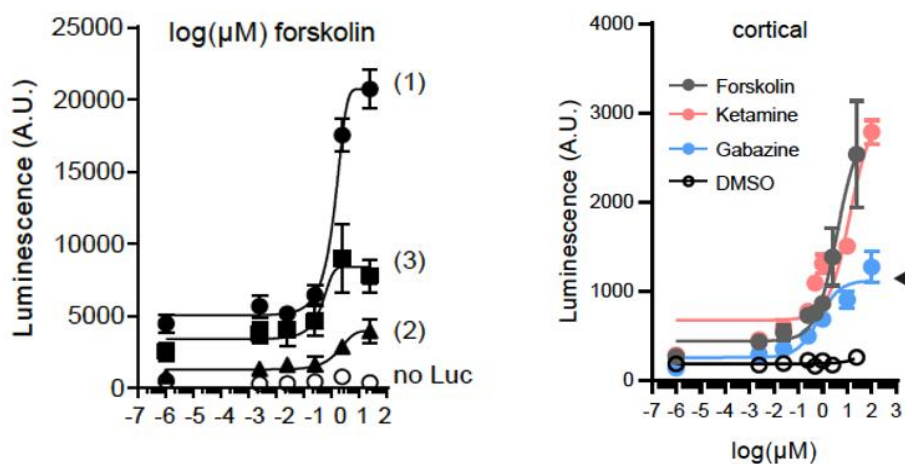 log(µM) forskolin
Luminescence (A.U.)
25000
20000
15000
10000
5000
0
-7 -6 -5 -4 -3 -2 -1 0 1 2
(1)
(3)
(2)
no Luc
cortical
Luminescence (A.U.)
4000
3000
2000
1000
0
Forskolin
Ketamine
Gabazine
DMSO
-7 -6 -5 -4 -3 -2 -1 0 1 2 3
log(µM)